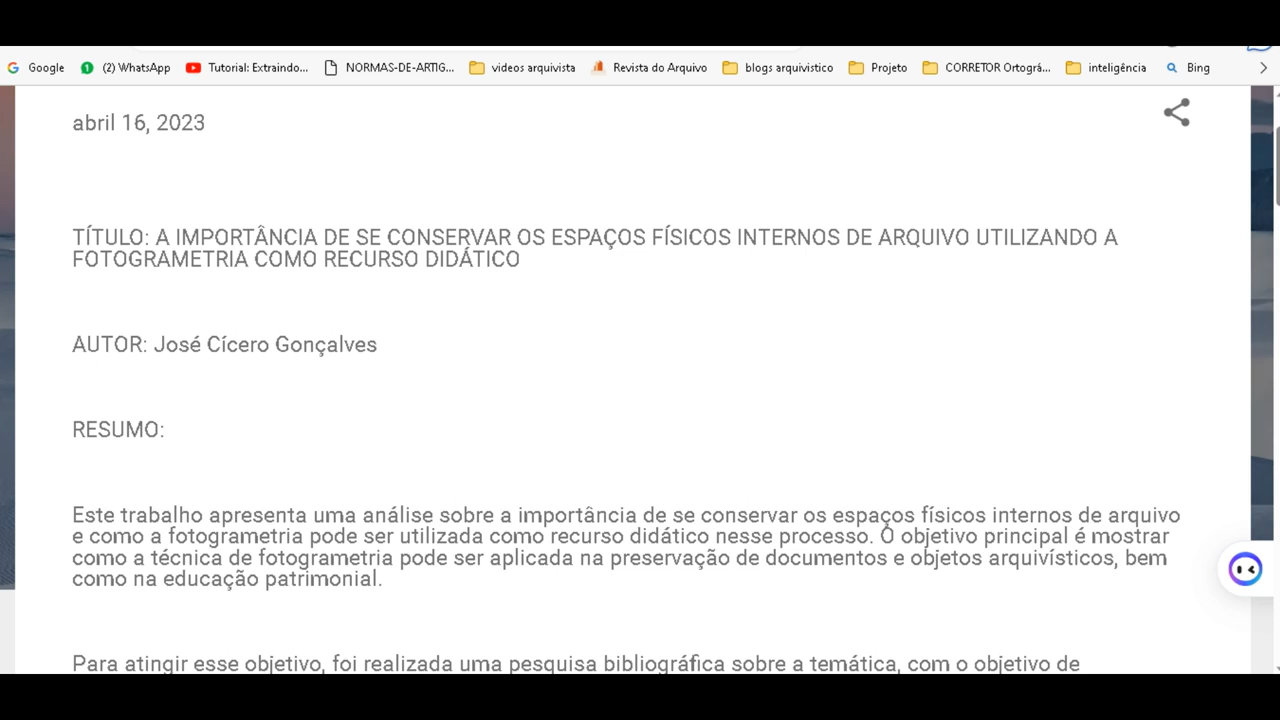 Google (2) WhatsApp Tutorial: Extraindo... NORMAS-DE-ARTIG... videos arquivista Revista do Arquivo blogs arquivistico Projeto CORRETOR Ortográ... inteligência Bing
abril 16, 2023
TÍTULO: A IMPORTÂNCIA DE SE CONSERVAR OS ESPAÇOS FÍSICOS INTERNOS DE ARQUIVO UTILIZANDO A
FOTOGRAMETRIA COMO RECURSO DIDÁTICO
AUTOR: José Cícero Gonçalves
RESUMO:
Este trabalho apresenta uma análise sobre a importância de se conservar os espaços físicos internos de arquivo
e como a fotogrametria pode ser utilizada como recurso didático nesse processo. O objetivo principal é mostrar
como a técnica de fotogrametria pode ser aplicada na preservação de documentos e objetos arquivísticos, bem
como na educação patrimonial.
Para atingir esse objetivo, foi realizada uma pesquisa bibliográfica sobre a temática, com o objetivo de